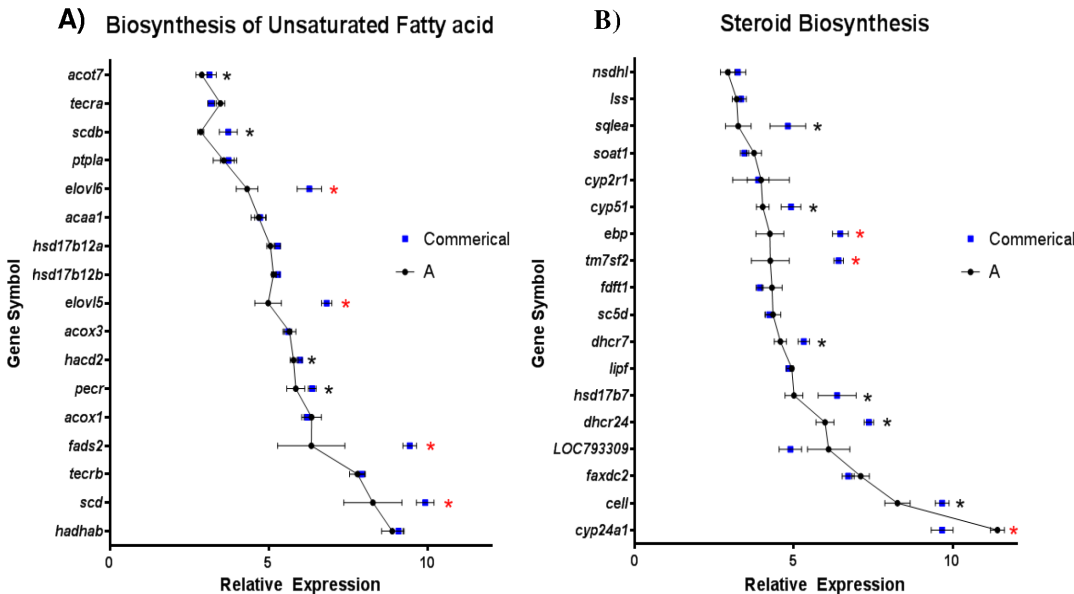 A) Biosynthesis of Unsaturated Fatty acid
Gene Symbol
acot7 *
tecra
scdb *
ptpla
elovl6 *
acaa1
hsd17b12a
hsd17b12b
elovl5 *
acox3
hacd2 *
pecr *
acox1
fads2 *
tecrb
scd *
hadhab
Commerical
A
0 5 10
Relative Expression
B) Steroid Biosynthesis
Gene Symbol
nsdhl
lss
sqlea *
soat1
cyp2r1
cyp51 *
ebp *
tm7sf2 *
fdft1
sc5d
dhcr7 *
lipf
hsd17b7 *
dhcr24 *
LOC793309
faxdc2
cell *
cyp24a1 *
Commerical
A
0 5 10
Relative Expression